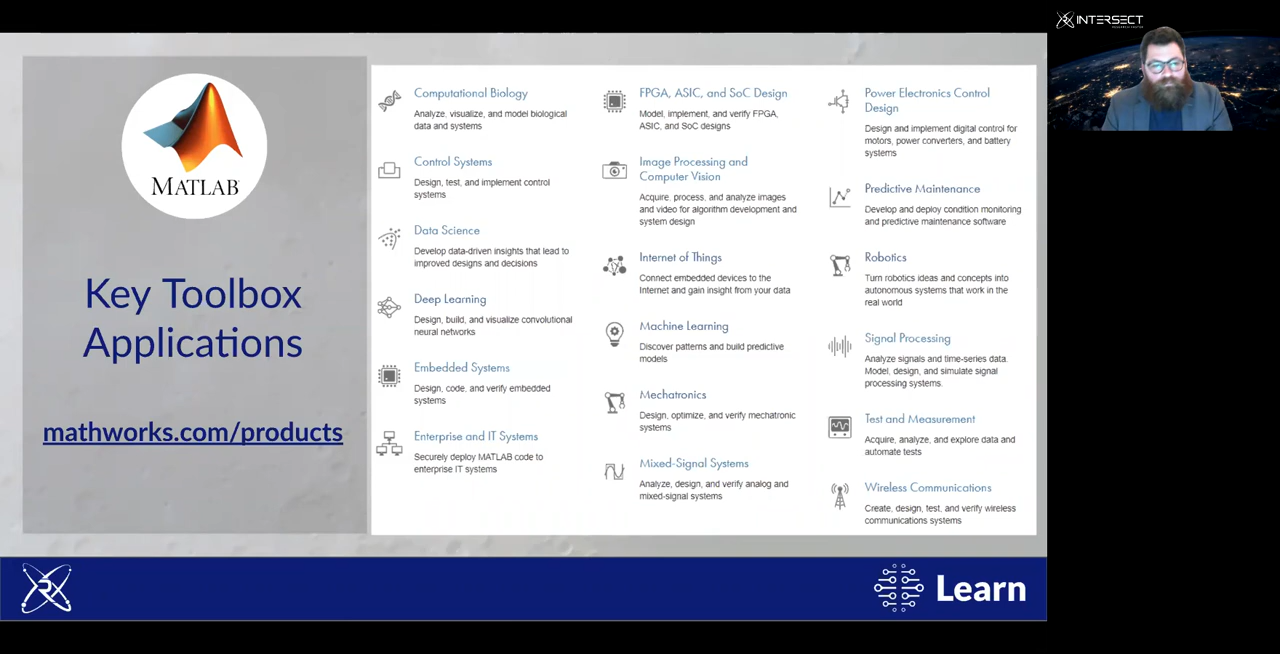 MATLAB
Key Toolbox
Applications
mathworks.com/products
Computational Biology
Analyze, visualize, and model biological
data and systems
Control Systems
Design, test, and implement control
systems
Data Science
Develop data-driven insights that lead to
improved designs and decisions
Deep Learning
Design, build, and visualize convolutional
neural networks
Embedded Systems
Design, code, and verify embedded
systems
Enterprise and IT Systems
Securely deploy MATLAB code to
enterprise IT systems
FPGA, ASIC, and SoC Design
Model, implement, and verify FPGA,
ASIC, and SoC designs
Image Processing and
Computer Vision
Acquire, process, and analyze images
and video for algorithm development and
system design
Internet of Things
Connect embedded devices to the
Internet and gain insight from your data
Machine Learning
Discover patterns and build predictive
models
Mechatronics
Design, optimize, and verify mechatronic
systems
Mixed-Signal Systems
Analyze, design, and verify analog and
mixed-signal systems
Power Electronics Control
Design
Design and implement digital control for
motors, power converters, and battery
systems
Predictive Maintenance
Develop and deploy condition monitoring
and predictive maintenance software
Robotics
Turn robotics ideas and concepts into
autonomous systems that work in the
real world
Signal Processing
Analyze signals and time-series data.
Model, design, and simulate signal
processing systems.
Test and Measurement
Acquire, analyze, and explore data and
automate tests
Wireless Communications
Create, design, test, and verify wireless
communications systems
Learn
INTERSECT